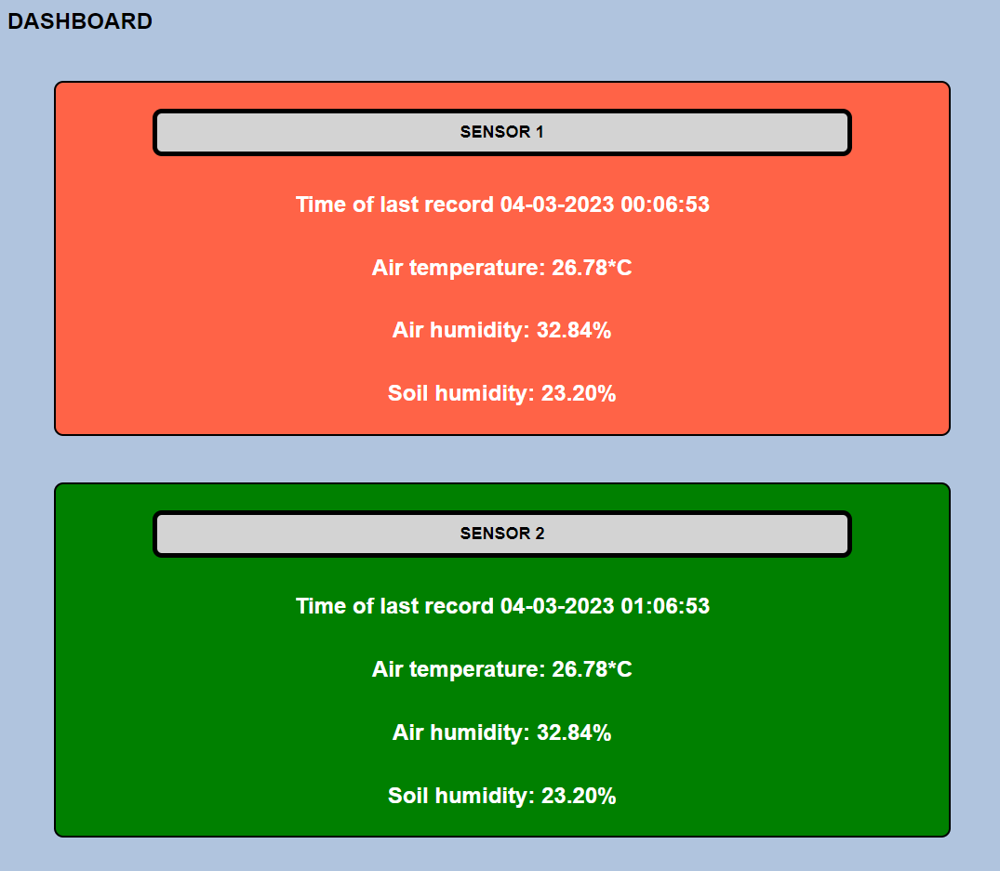 DASHBOARD
SENSOR 1
Time of last record 04-03-2023 00:06:53
Air temperature: 26.78*C
Air humidity: 32.84%
Soil humidity: 23.20%
SENSOR 2
Time of last record 04-03-2023 01:06:53
Air temperature: 26.78*C
Air humidity: 32.84%
Soil humidity: 23.20%